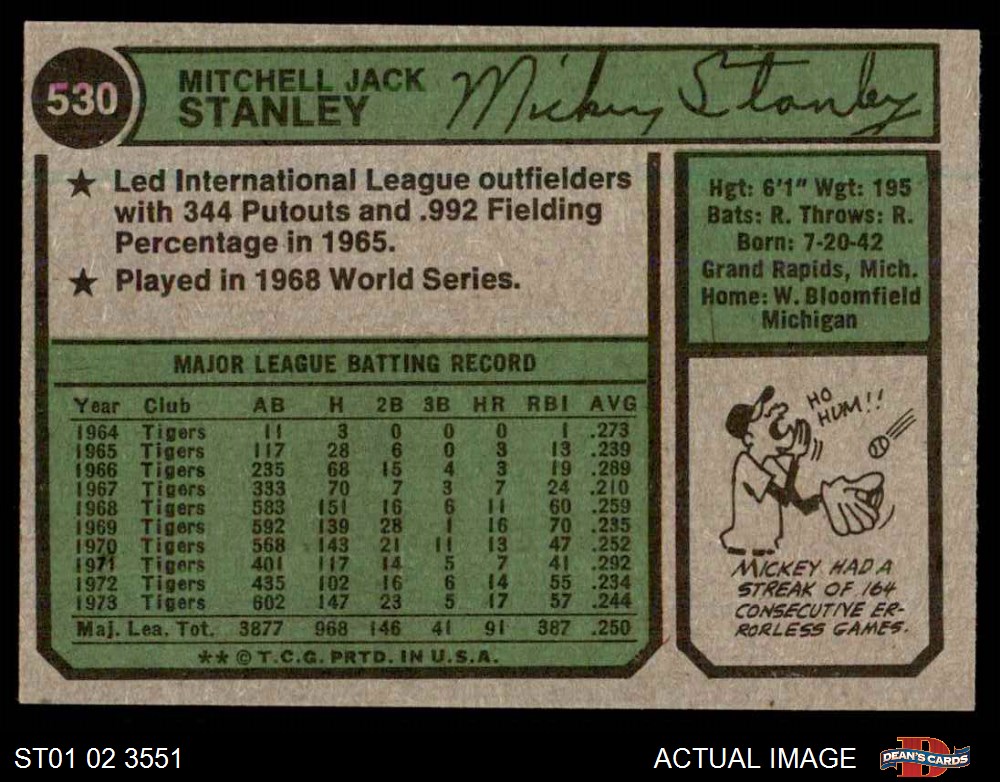 530
MITCHELL JACK
STANLEY
Mickey Stanley
★ Led International League outfielders
with 344 Putouts and .992 Fielding
Percentage in 1965.
★ Played in 1968 World Series.
Hgt: 6'1" Wgt: 195
Bats: R. Throws: R.
Born: 7-20-42
Grand Rapids, Mich.
Home: W. Bloomfield
Michigan
MAJOR LEAGUE BATTING RECORD
Year Club AB H 2B 3B HR RBI AVG
1964 Tigers 11 3 0 0 0 1 .273
1965 Tigers 117 28 6 0 3 13 .239
1966 Tigers 235 68 15 4 3 19 .289
1967 Tigers 333 70 7 3 7 24 .210
1968 Tigers 583 151 16 6 11 60 .259
1969 Tigers 592 139 28 1 16 70 .235
1970 Tigers 568 143 21 11 13 47 .252
1971 Tigers 401 117 14 5 7 41 .292
1972 Tigers 435 102 16 6 14 55 .234
1973 Tigers 602 147 23 5 17 57 .244
Maj. Lea. Tot. 3877 968 146 41 91 387 .250
** © T.C.G. PRTD. IN U.S.A.
HO
HUM!!
MICKEY HAD A
STREAK OF 164
CONSECUTIVE ER-
RORLESS GAMES.
ST01 02 3551
ACTUAL IMAGE
DEAN'S CARDS